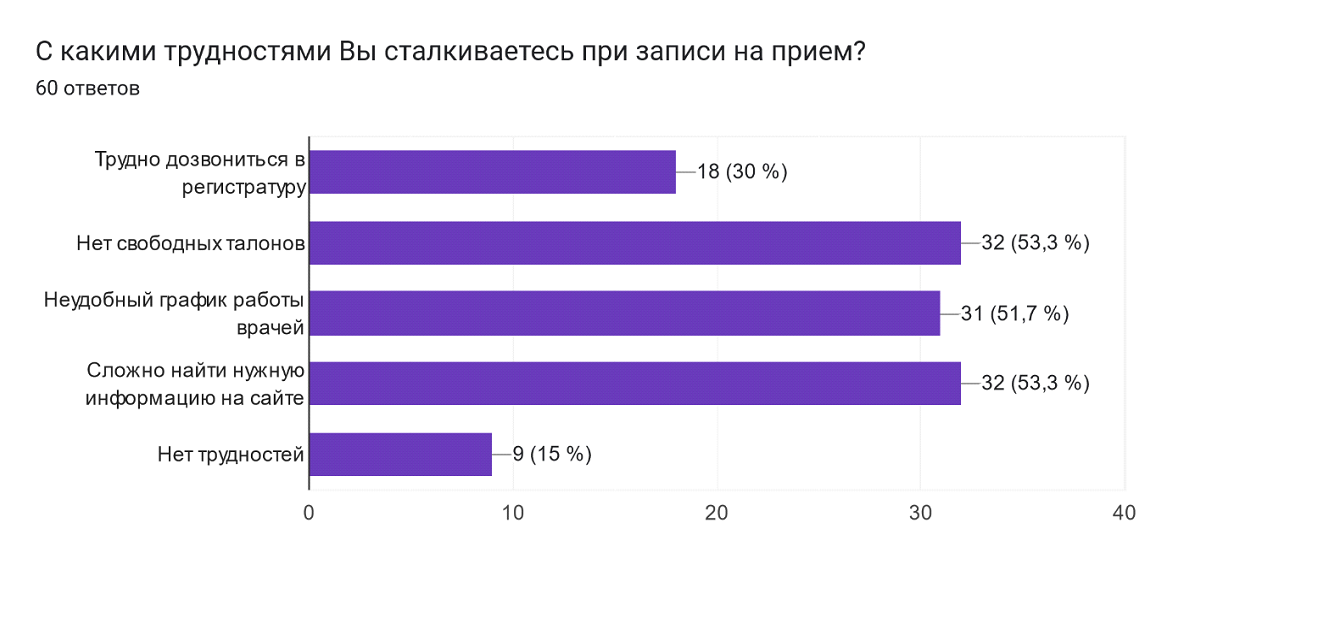 С какими трудностями Вы сталкиваетесь при записи на прием?
60 ответов
Трудно дозвониться в
регистратуру
18 (30 %)
Нет свободных талонов
32 (53,3 %)
Неудобный график работы
врачей
31 (51,7 %)
Сложно найти нужную
информацию на сайте
32 (53,3 %)
Нет трудностей
9 (15 %)
0 10 20 30 40